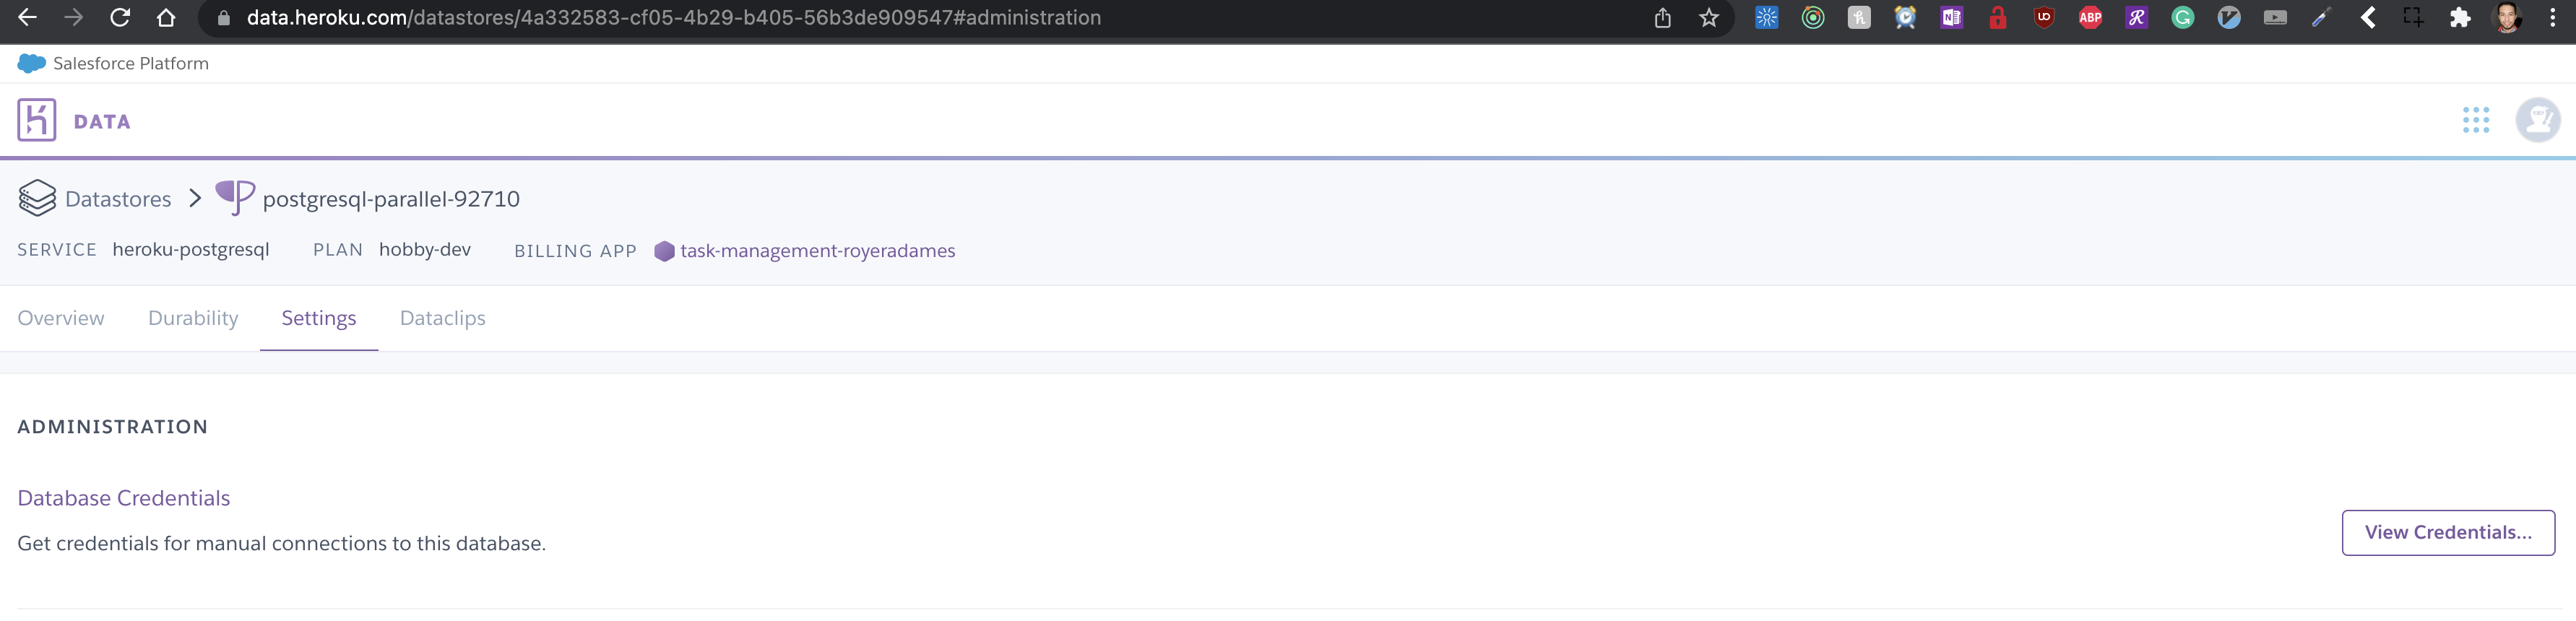 data.heroku.com/datastores/4a332583-cf05-4b29-b405-56b3de909547#administration
ABP
Salesforce Platform
DATA
Datastores > postgresql-parallel-92710
SERVICE heroku-postgresql PLAN hobby-dev BILLING APP task-management-royeradames
Overview Durability Settings Dataclips
ADMINISTRATION
Database Credentials
Get credentials for manual connections to this database.
View Credentials...